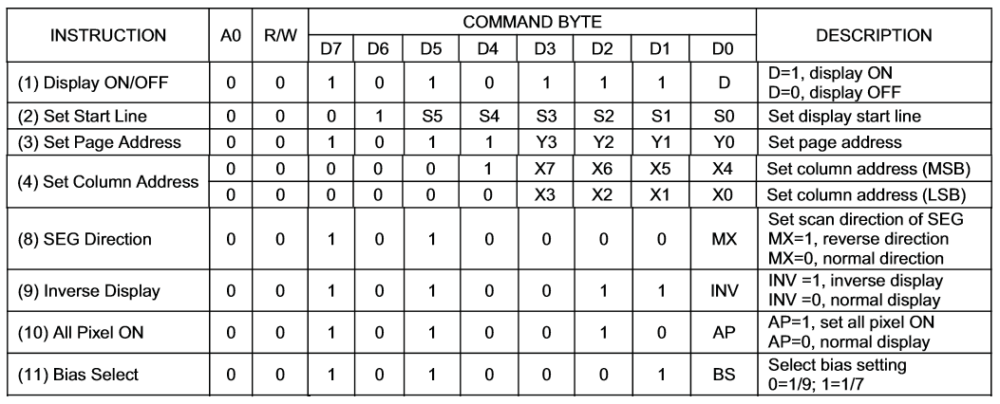 INSTRUCTION A0 R/W COMMAND BYTE DESCRIPTION
D7 D6 D5 D4 D3 D2 D1 D0
(1) Display ON/OFF 0 0 1 0 1 0 1 1 1 D D=1, display ON
D=0, display OFF
(2) Set Start Line 0 0 0 1 S5 S4 S3 S2 S1 S0 Set display start line
(3) Set Page Address 0 0 1 0 1 1 Y3 Y2 Y1 Y0 Set page address
(4) Set Column Address 0 0 0 0 0 1 X7 X6 X5 X4 Set column address (MSB)
0 0 0 0 0 0 X3 X2 X1 X0 Set column address (LSB)
(8) SEG Direction 0 0 1 0 1 0 0 0 0 MX Set scan direction of SEG
MX=1, reverse direction
MX=0, normal direction
(9) Inverse Display 0 0 1 0 1 0 0 1 1 INV INV =1, inverse display
INV =0, normal display
(10) All Pixel ON 0 0 1 0 1 0 0 1 0 AP AP=1, set all pixel ON
AP=0, normal display
(11) Bias Select 0 0 1 0 1 0 0 0 1 BS Select bias setting
0=1/9; 1=1/7